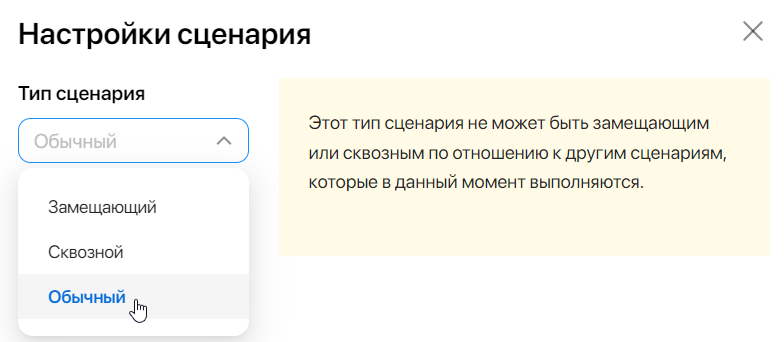 Настройки сценария
Тип сценария
Обычный
Замещающий
Сквозной
Обычный
Этот тип сценария не может быть замещающим
или сквозным по отношению к другим сценариям,
которые в данный момент выполняются.